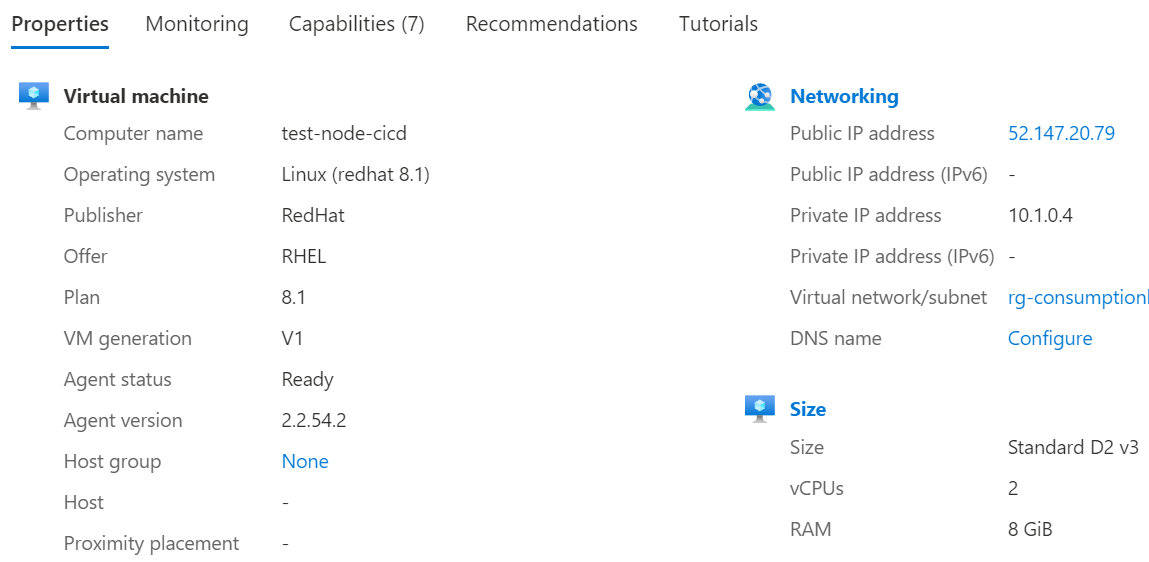 Properties Monitoring Capabilities (7) Recommendations Tutorials
Virtual machine
Computer name test-node-cicd
Operating system Linux (redhat 8.1)
Publisher RedHat
Offer RHEL
Plan 8.1
VM generation V1
Agent status Ready
Agent version 2.2.54.2
Host group None
Host -
Proximity placement -
Networking
Public IP address 52.147.20.79
Public IP address (IPv6) -
Private IP address 10.1.0.4
Private IP address (IPv6) -
Virtual network/subnet rg-consumption
DNS name Configure
Size
Size Standard D2 v3
vCPUs 2
RAM 8 GiB